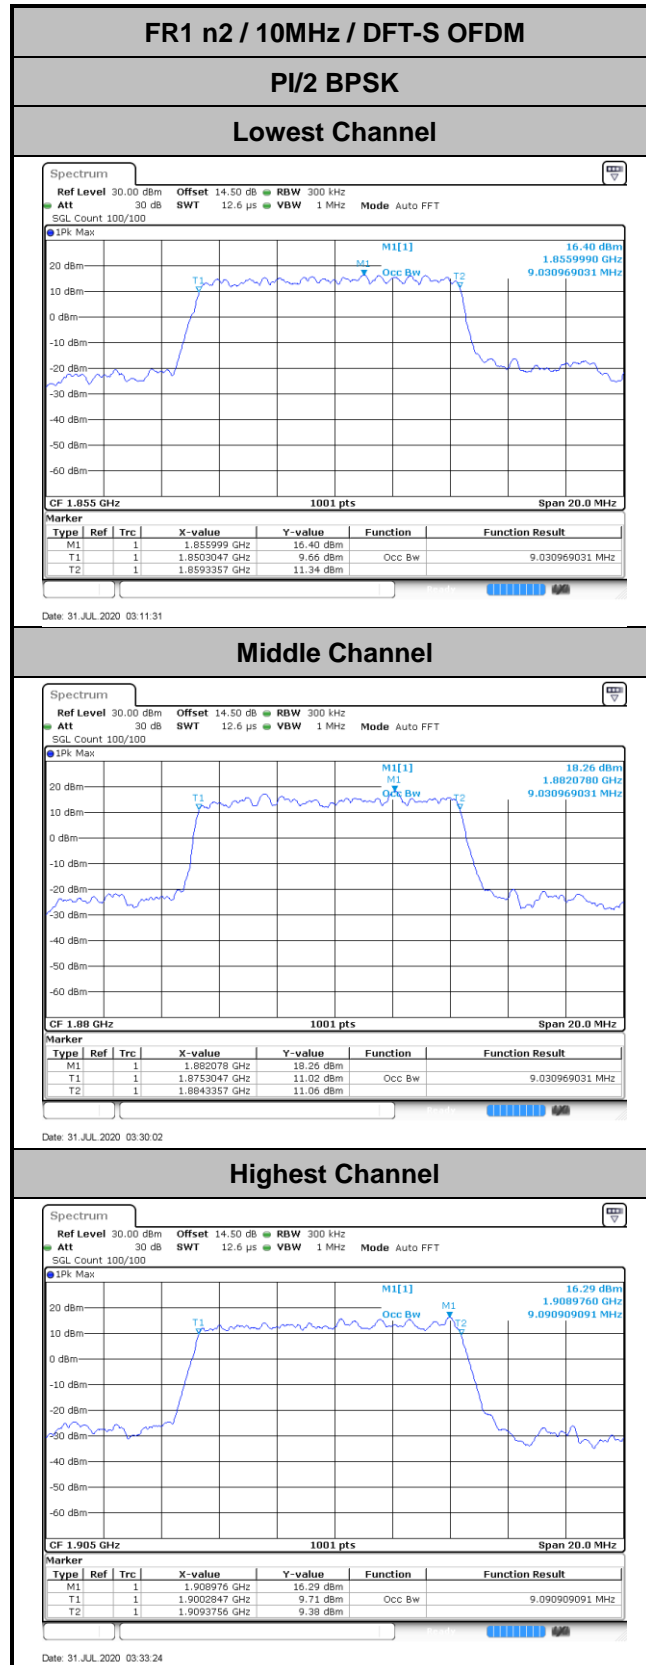 FR1 n2 / 10MHz / DFT-S OFDM
PI/2 BPSK
Lowest Channel
Spectrum
Ref Level 30.00 dBm Offset 14.50 dB RBW 300 kHz
Att 30 dB SWT 12.6 µs VBW 1 MHz Mode Auto FFT
SGL Count 100/100
1Pk Max
M1[1] 16.40 dBm
1.8559990 GHz
Occ Bw 9.030969031 MHz
M1
T1
T2
20 dBm
10 dBm
0 dBm
-10 dBm
-20 dBm
-30 dBm
-40 dBm
-50 dBm
-60 dBm
CF 1.855 GHz 1001 pts Span 20.0 MHz
Marker
Type Ref Trc X-value Y-value Function Function Result
M1 1 1.855999 GHz 16.40 dBm
T1 1 1.8503047 GHz 9.66 dBm Occ Bw 9.030969031 MHz
T2 1 1.8593357 GHz 11.34 dBm
Date: 31.JUL.2020 03:11:31
Middle Channel
Spectrum
Ref Level 30.00 dBm Offset 14.50 dB RBW 300 kHz
Att 30 dB SWT 12.6 µs VBW 1 MHz Mode Auto FFT
SGL Count 100/100
1Pk Max
M1[1] 18.26 dBm
M1 1.8820780 GHz
Occ Bw 9.030969031 MHz
T1
T2
20 dBm
10 dBm
0 dBm
-10 dBm
-20 dBm
-30 dBm
-40 dBm
-50 dBm
-60 dBm
CF 1.88 GHz 1001 pts Span 20.0 MHz
Marker
Type Ref Trc X-value Y-value Function Function Result
M1 1 1.882078 GHz 18.26 dBm
T1 1 1.8753047 GHz 11.02 dBm Occ Bw 9.030969031 MHz
T2 1 1.8843357 GHz 11.06 dBm
Date: 31.JUL.2020 03:30:02
Highest Channel
Spectrum
Ref Level 30.00 dBm Offset 14.50 dB RBW 300 kHz
Att 30 dB SWT 12.6 µs VBW 1 MHz Mode Auto FFT
SGL Count 100/100
1Pk Max
M1[1] 16.29 dBm
1.9089760 GHz
Occ Bw 9.090909091 MHz
M1
T1
T2
20 dBm
10 dBm
0 dBm
-10 dBm
-20 dBm
-30 dBm
-40 dBm
-50 dBm
-60 dBm
CF 1.905 GHz 1001 pts Span 20.0 MHz
Marker
Type Ref Trc X-value Y-value Function Function Result
M1 1 1.908976 GHz 16.29 dBm
T1 1 1.9002847 GHz 9.71 dBm Occ Bw 9.090909091 MHz
T2 1 1.9093756 GHz 9.38 dBm
Date: 31.JUL.2020 03:33:24